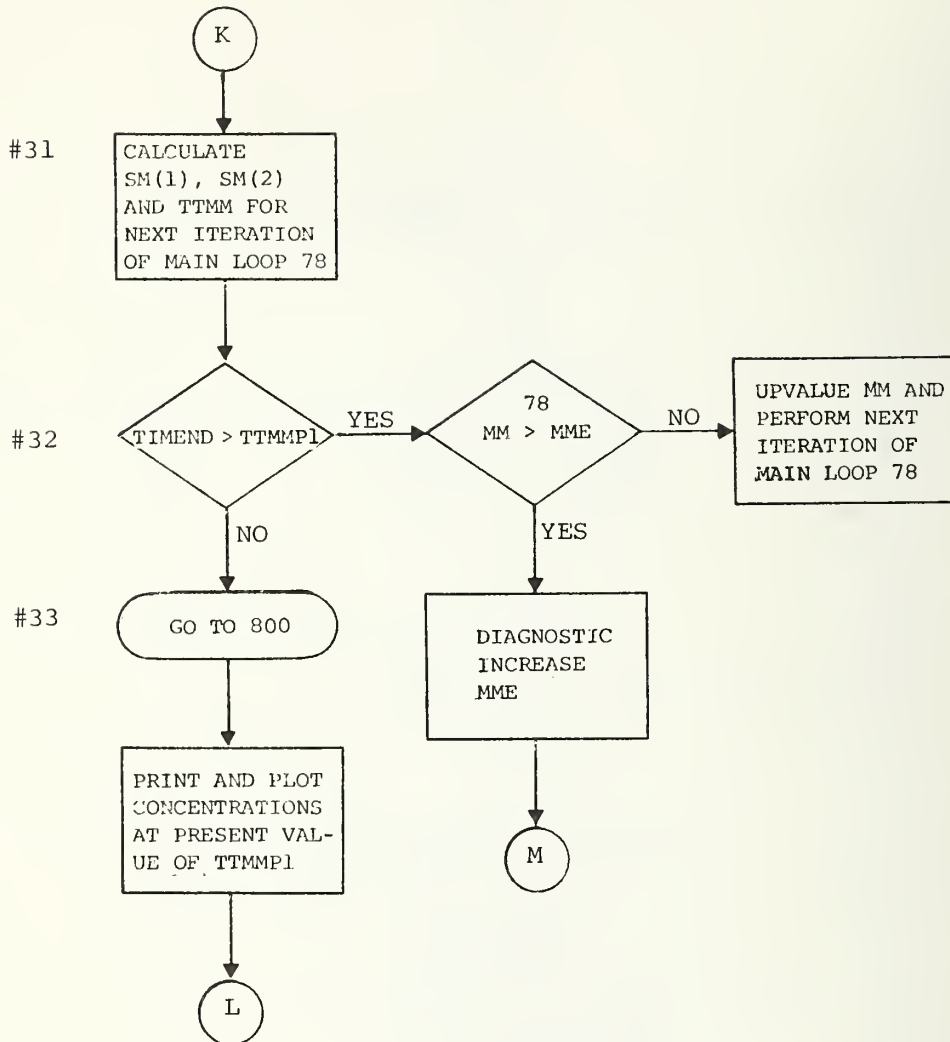 K
#31
CALCULATE
SM(1), SM(2)
AND TTMM FOR
NEXT ITERATION
OF MAIN LOOP 78
#32
TIMEND > TTMMP1
YES
78
MM > MME
NO
UPVALUE MM AND
PERFORM NEXT
ITERATION OF
MAIN LOOP 78
NO
YES
#33
GO TO 800
DIAGNOSTIC
INCREASE
MME
PRINT AND PLOT
CONCENTRATIONS
AT PRESENT VAL-
UE OF TTMMP1
M
L